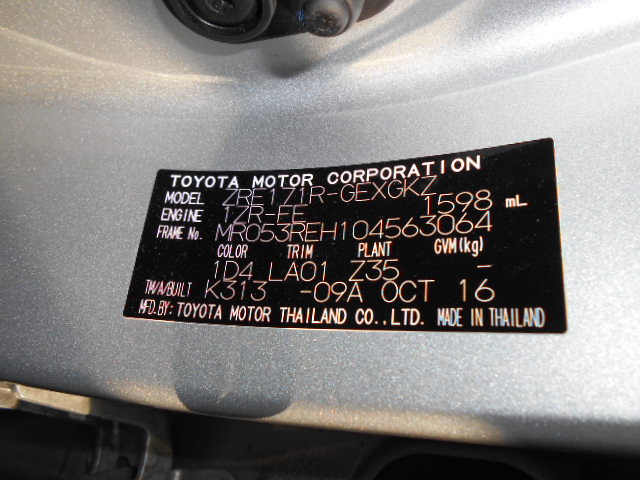 TOYOTA MOTOR CORPORATION
MODEL ZRE171R-GEXGKZ
ENGINE 1ZR-FE 1598 mL
FRAME No. MR053REH104563064
COLOR TRIM PLANT GVM(kg)
1D4 LA01 Z35 -
TM/A/BUILT K313 -09A OCT 16
MFD.BY: TOYOTA MOTOR THAILAND CO.,LTD. MADE IN THAILAND